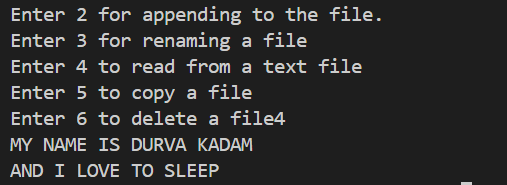 Enter 2 for appending to the file.
Enter 3 for renaming a file
Enter 4 to read from a text file
Enter 5 to copy a file
Enter 6 to delete a file4
MY NAME IS DURVA KADAM
AND I LOVE TO SLEEP